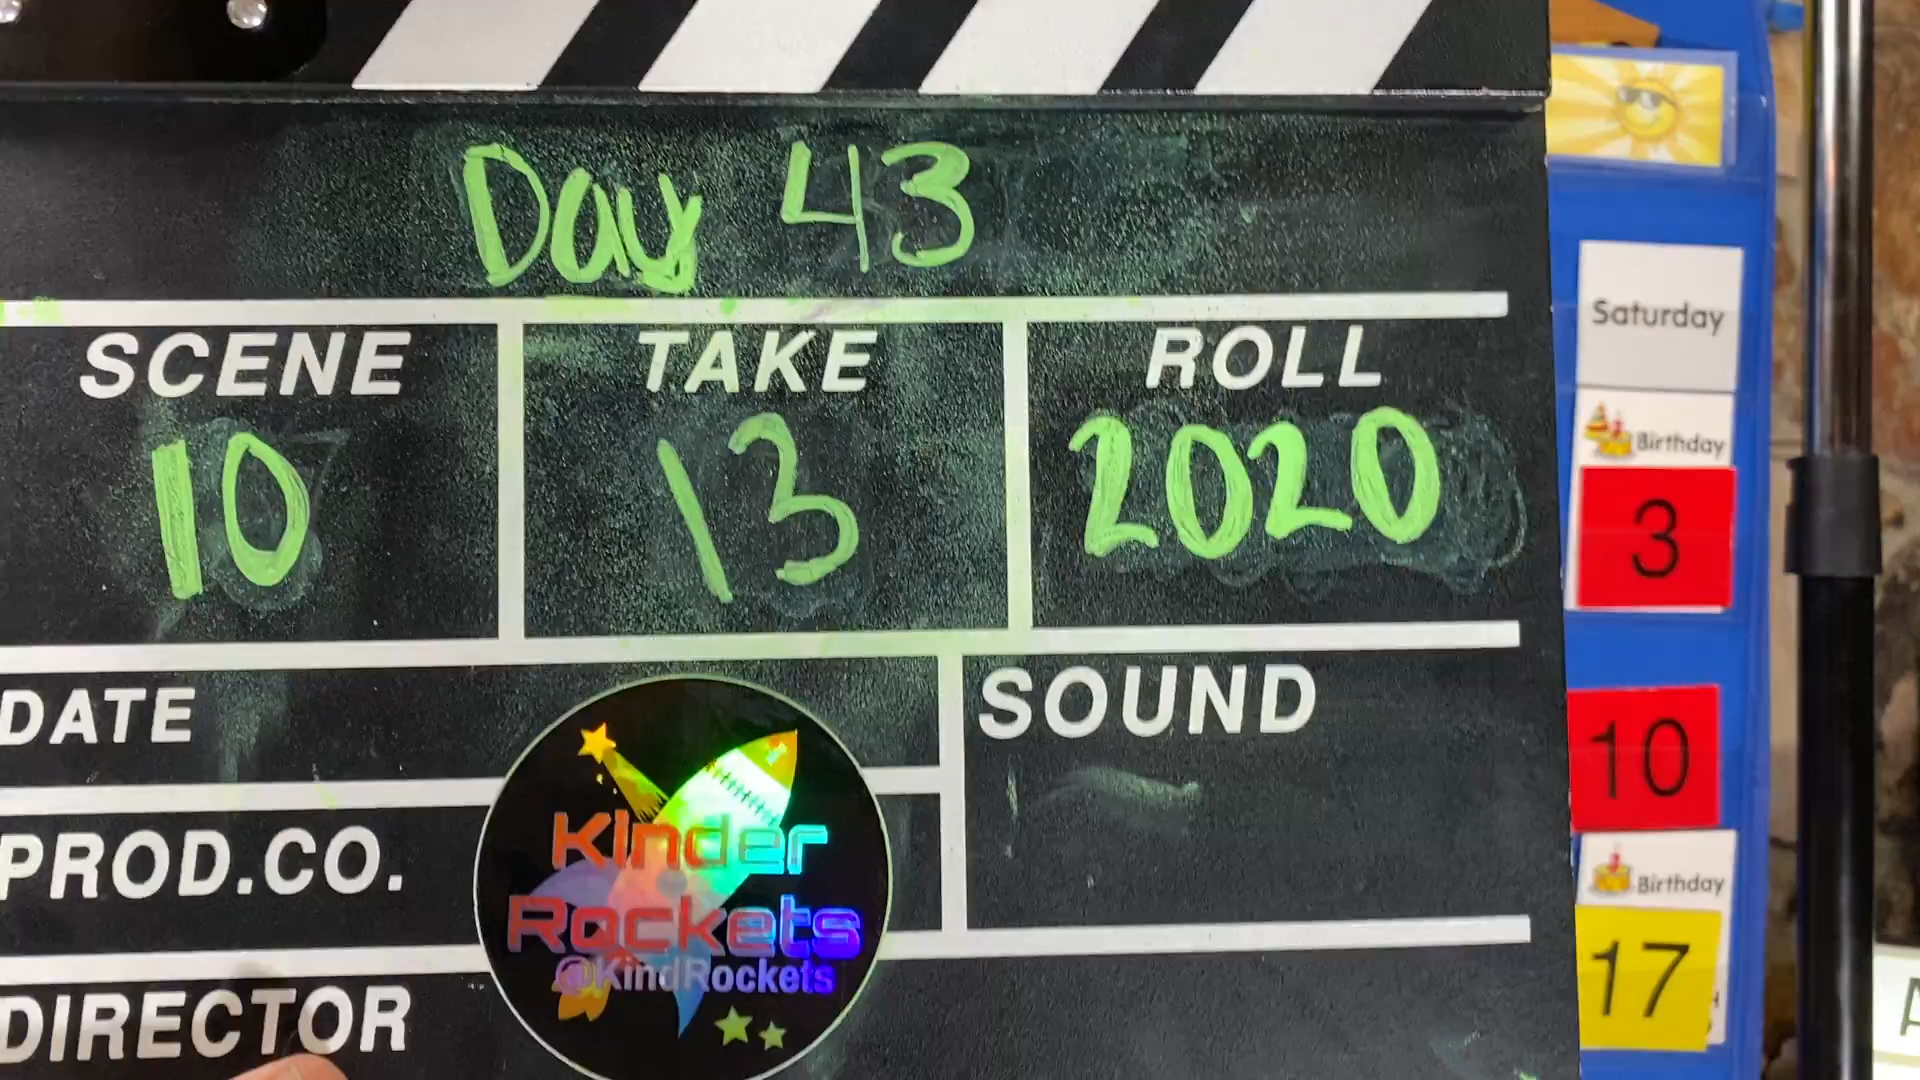 Day 43
SCENE TAKE ROLL
10 13 2020
DATE
SOUND
PROD.CO.
DIRECTOR
Kinder
Rockets
@KindRockets
Saturday
Birthday
3
10
Birthday
17